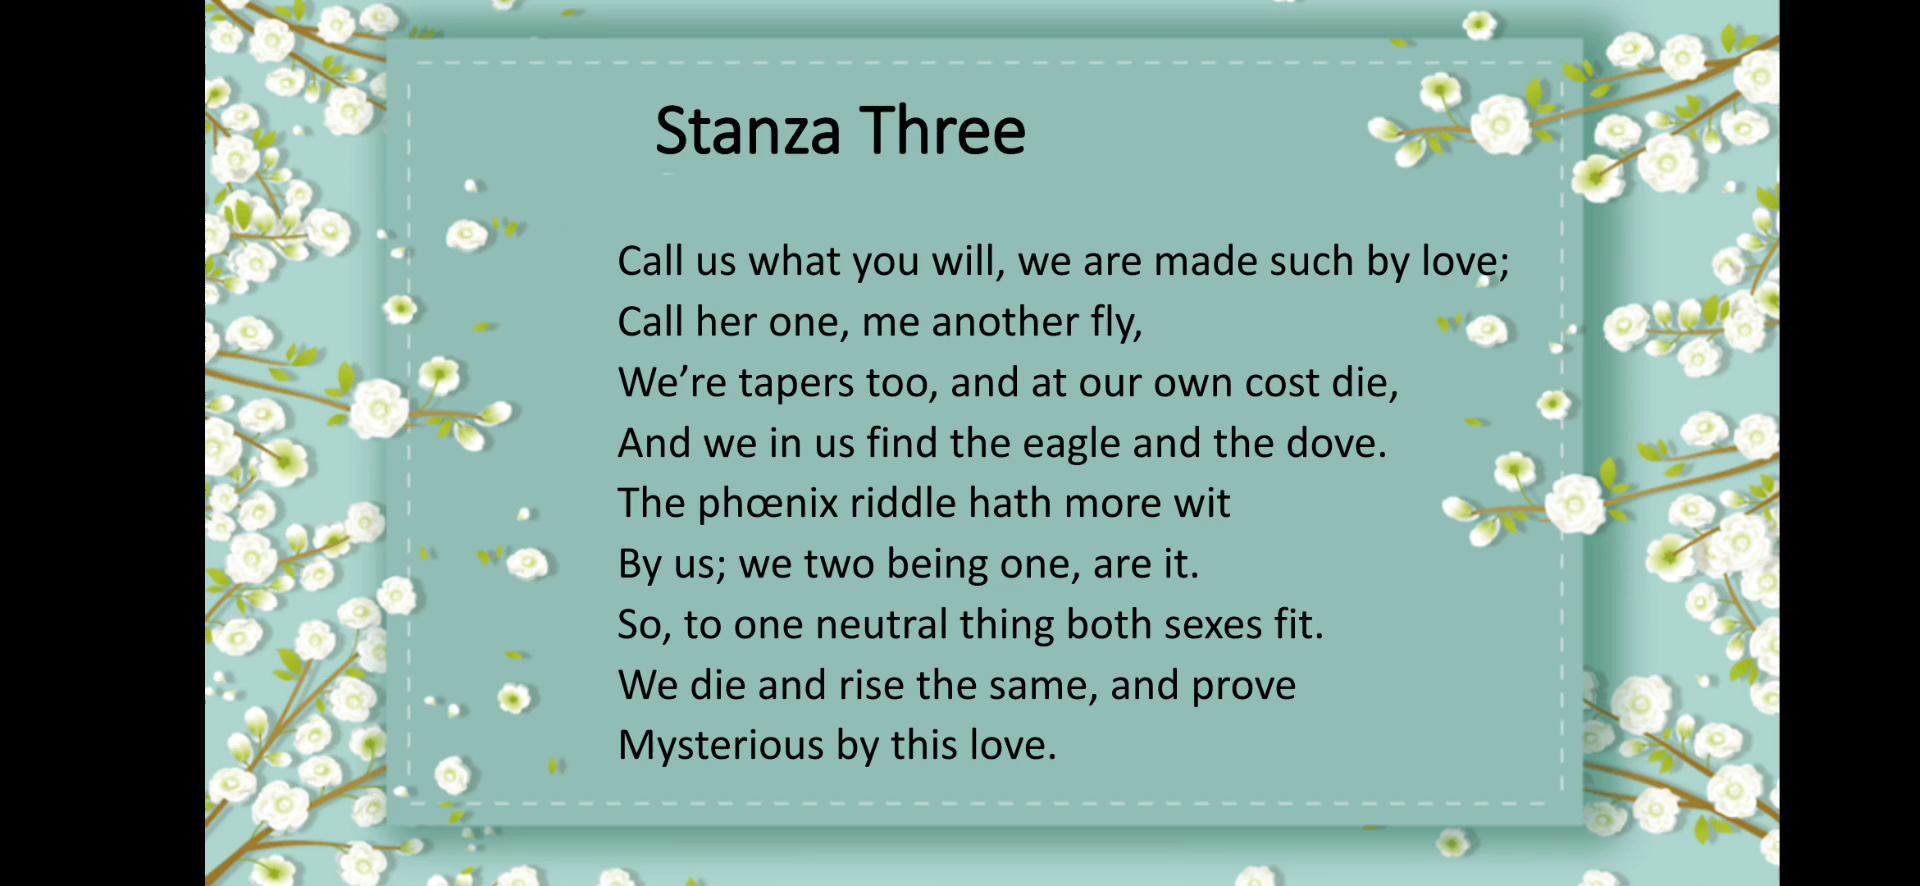 Stanza Three
Call us what you will, we are made such by love;
Call her one, me another fly,
We’re tapers too, and at our own cost die,
And we in us find the eagle and the dove.
The phœnix riddle hath more wit
By us; we two being one, are it.
So, to one neutral thing both sexes fit.
We die and rise the same, and prove
Mysterious by this love.